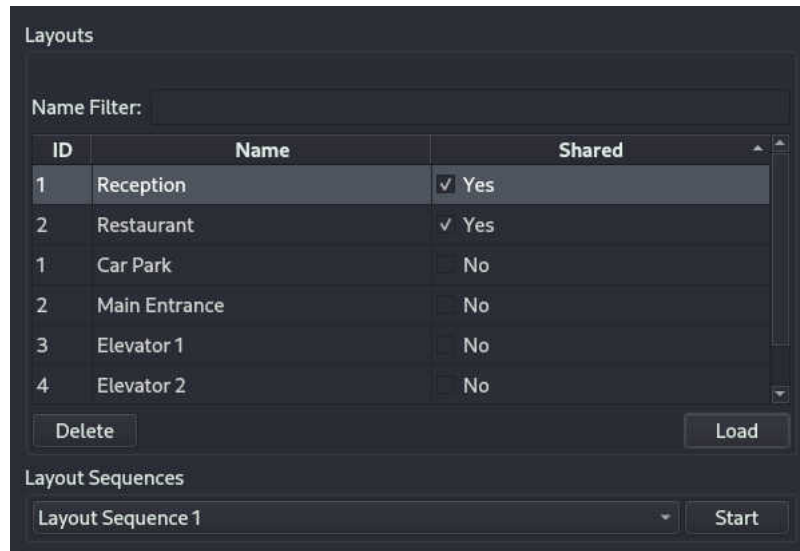 Layouts
Name Filter:
ID Name Shared
1 Reception Yes
2 Restaurant Yes
1 Car Park No
2 Main Entrance No
3 Elevator 1 No
4 Elevator 2 No
Delete Load
Layout Sequences
Layout Sequence 1 Start